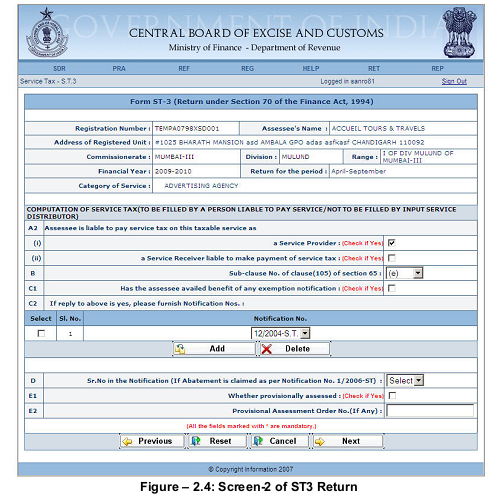 GOVERNMENT OF INDIA
CENTRAL BOARD OF EXCISE AND CUSTOMS
Ministry of Finance - Department of Revenue
SDR PRA REF REG HELP RET REP
Service Tax - S.T.3 Logged in sanro81 Sign Out
Form ST-3 (Return under Section 70 of the Finance Act, 1994)
Registration Number : TEMPA0798XSD001 Assessee's Name : ACCUEIL TOURS & TRAVELS
Address of Registered Unit : #1025 BHARATH MANSION asd AMBALA GPO adas asfkasf CHANDIGARH 110092
Commissionerate : MUMBAI-III Division : MULUND Range : I OF DIV MULUND OF MUMBAI-III
Financial Year : 2009-2010 Return for the period : April-September
Category of Service : ADVERTISING AGENCY
COMPUTATION OF SERVICE TAX(TO BE FILLED BY A PERSON LIABLE TO PAY SERVICE/NOT TO BE FILLED BY INPUT SERVICE
DISTRIBUTOR)
A2 Assessee is liable to pay service tax on this taxable service as
(i) a Service Provider : (Check if Yes)
(ii) a Service Receiver liable to make payment of service tax : (Check if Yes)
B Sub-clause No. of clause(105) of section 65 : (e)
C1 Has the assessee availed benefit of any exemption notification : (Check if Yes)
C2 If reply to above is yes, please furnish Notification Nos. :
Select Sl. No. Notification No.
1 12/2004-S.T.
Add Delete
D Sr.No in the Notification (If Abatement is claimed as per Notification No. 1/2006-ST) : Select
E1 Whether provisionally assessed : (Check if Yes)
E2 Provisional Assessment Order No.(If Any) :
(All the fields marked with * are mandatory.)
Previous Reset Cancel Next
© Copyright Information 2007
Figure – 2.4: Screen-2 of ST3 Return